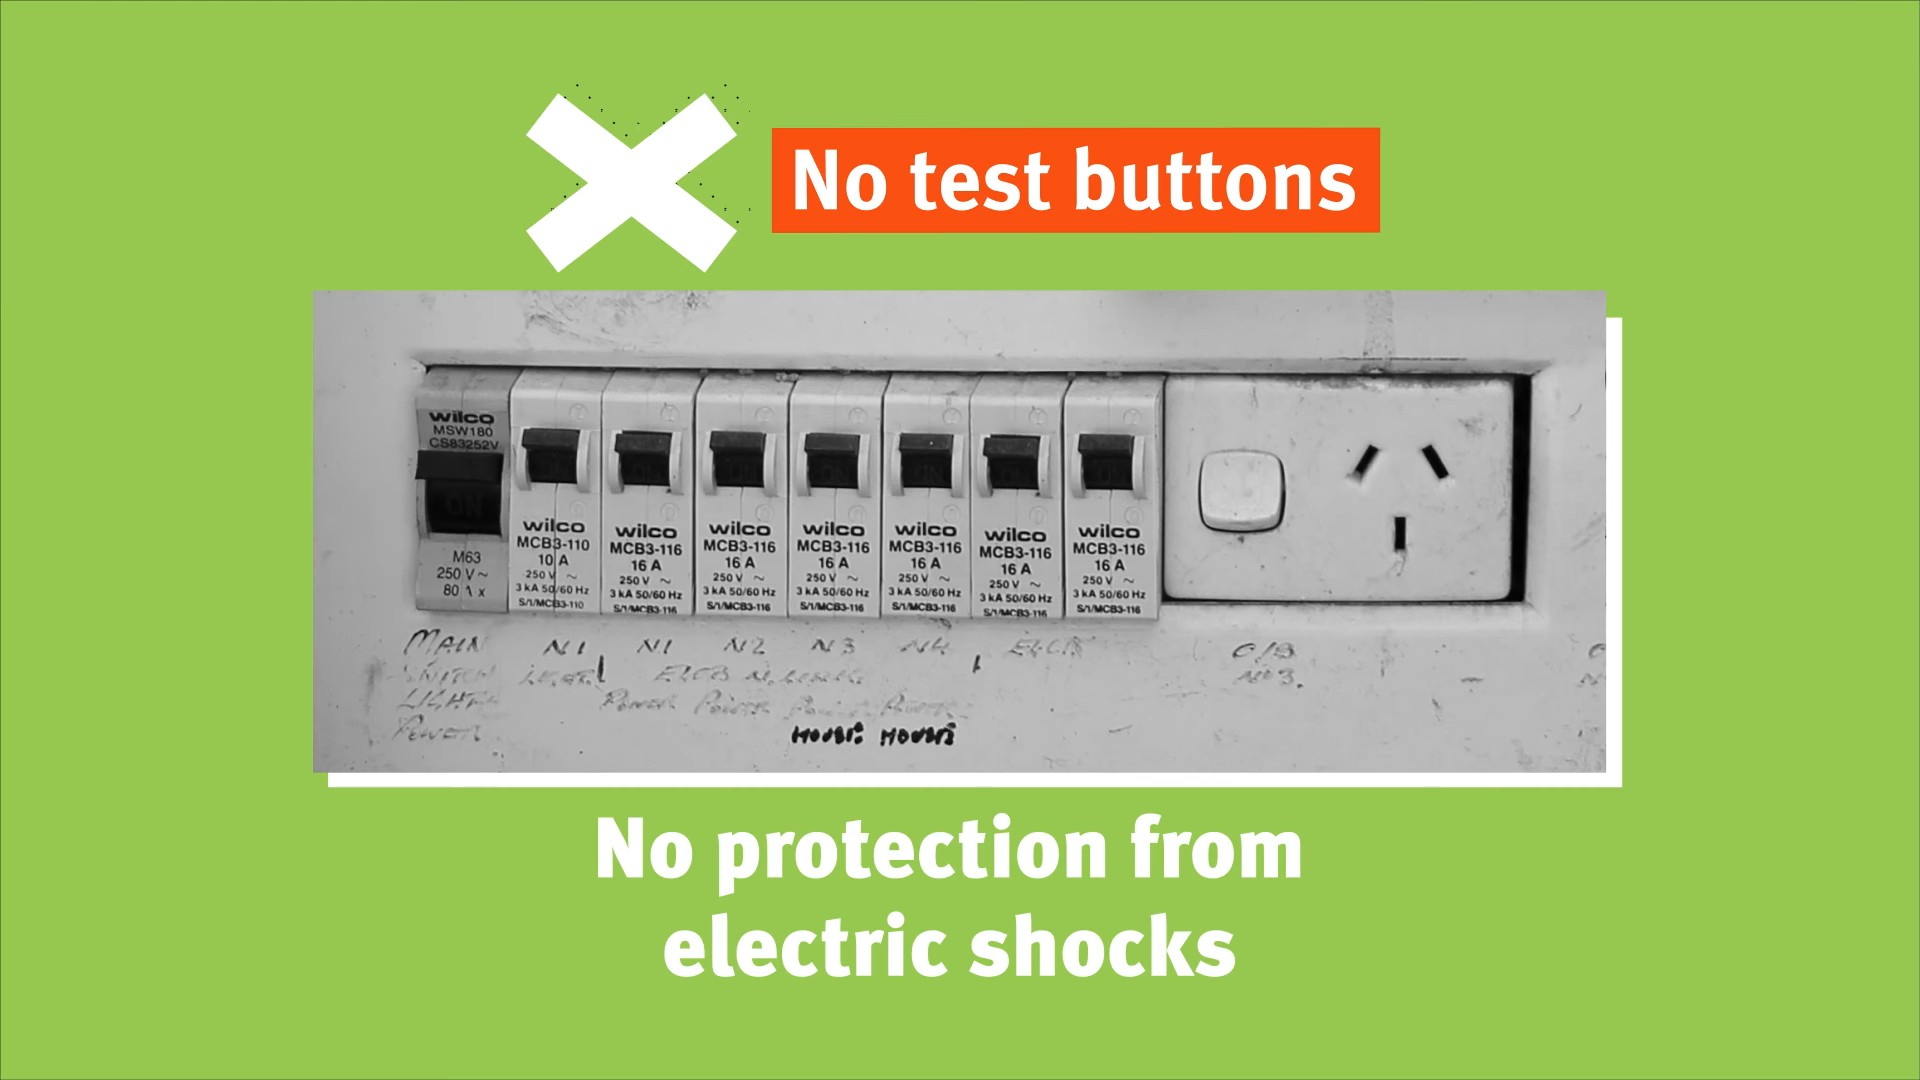 No test buttons
wilco
MSW180
CS83252V
ON
M63
250 V ~
80 A x
wilco
MCB3-110
10 A
250 V ~
3 kA 50/60 Hz
S/1/MCB3-110
wilco
MCB3-116
16 A
250 V ~
3 kA 50/60 Hz
S/1/MCB3-116
wilco
MCB3-116
16 A
250 V ~
3 kA 50/60 Hz
S/1/MCB3-116
wilco
MCB3-116
16 A
250 V ~
3 kA 50/60 Hz
S/1/MCB3-116
wilco
MCB3-116
16 A
250 V ~
3 kA 50/60 Hz
S/1/MCB3-116
wilco
MCB3-116
16 A
250 V ~
3 kA 50/60 Hz
S/1/MCB3-116
wilco
MCB3-116
16 A
250 V ~
3 kA 50/60 Hz
S/1/MCB3-116
MAIN N1 N1 N2 N3 N4 ELCB
SWITCH ELCB
LIGHT
POWER
No protection from
electric shocks